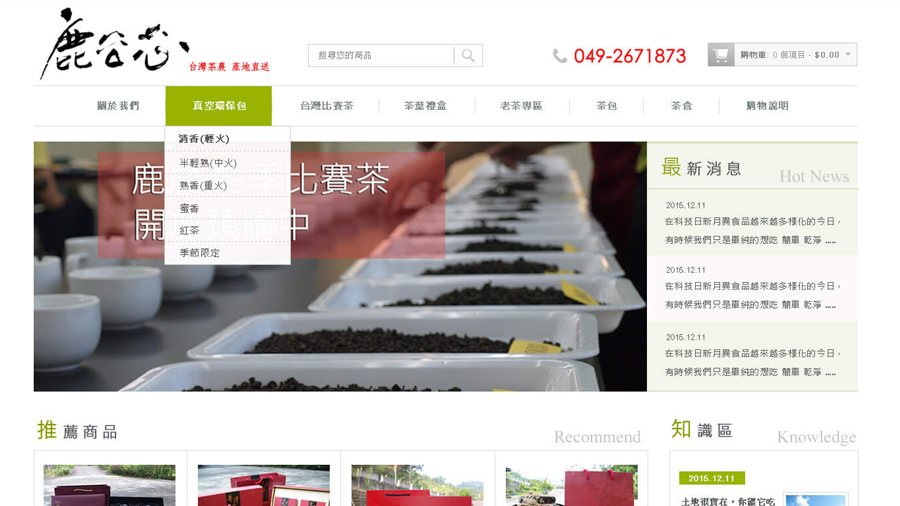 鹿谷芯
台灣茶農 產地直送
搜尋您的商品
049-2671873
購物車: 0 個項目 - $0.00
關於我們
真空環保包
台灣比賽茶
茶葉禮盒
老茶專區
茶包
茶食
購物說明
清香(輕火)
半輕熟(中火)
熟香(重火)
蜜香
紅茶
季節限定
鹿 季比賽茶
開 中
最新消息
Hot News
2015.12.11
在科技日新月異食品越來越多樣化的今日，
有時候我們只是單純的想吃 簡單 乾淨 .....
2015.12.11
在科技日新月異食品越來越多樣化的今日，
有時候我們只是單純的想吃 簡單 乾淨 .....
2015.12.11
在科技日新月異食品越來越多樣化的今日，
有時候我們只是單純的想吃 簡單 乾淨 .....
推薦商品
Recommend
知識區
Knowledge
2015.12.11
土地很實在，你餵它吃